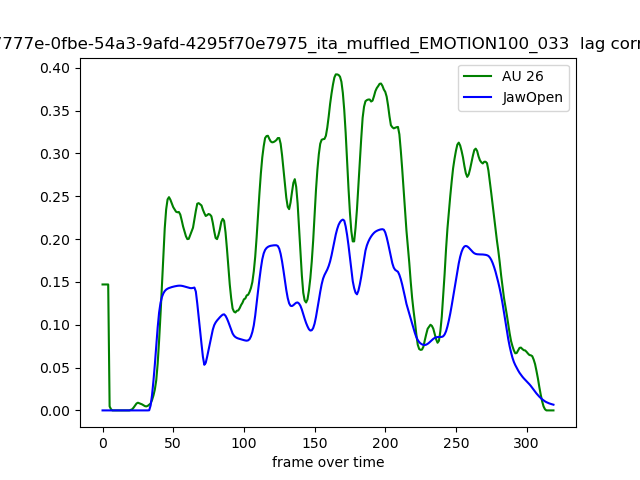 7777e-0fbe-54a3-9afd-4295f70e7975_ita_muffled_EMOTION100_033 lag corr
AU 26
JawOpen
0.40
0.35
0.30
0.25
0.20
0.15
0.10
0.05
0.00
0 50 100 150 200 250 300
frame over time